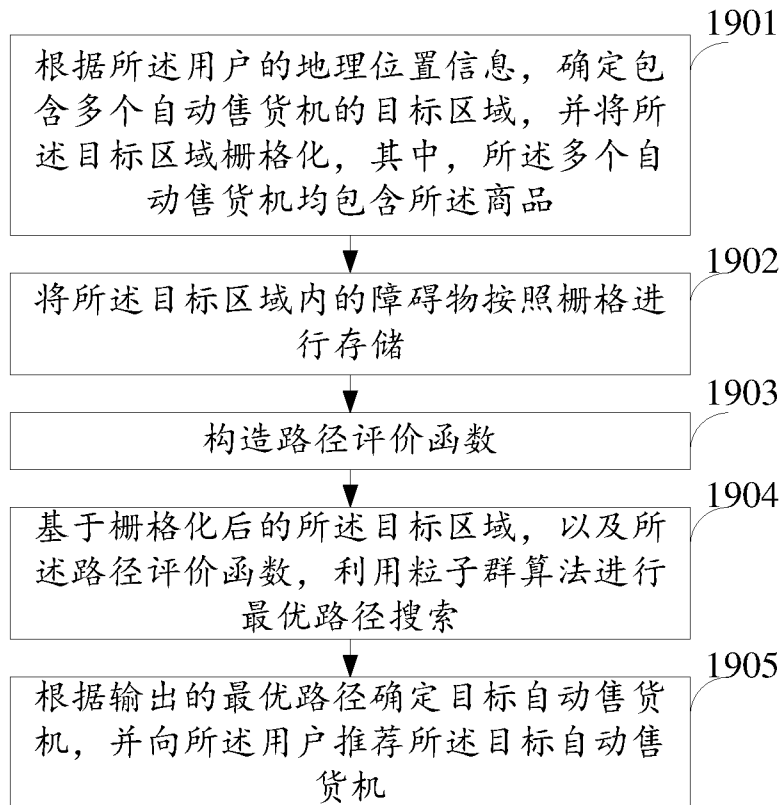 1901
根据所述用户的地理位置信息，确定包
含多个自动售货机的目标区域，并将所
述目标区域栅格化，其中，所述多个自
动售货机均包含所述商品
1902
将所述目标区域内的障碍物按照栅格进
行存储
1903
构造路径评价函数
1904
基于栅格化后的所述目标区域，以及所
述路径评价函数，利用粒子群算法进行
最优路径搜索
1905
根据输出的最优路径确定目标自动售货
机，并向所述用户推荐所述目标自动售
货机